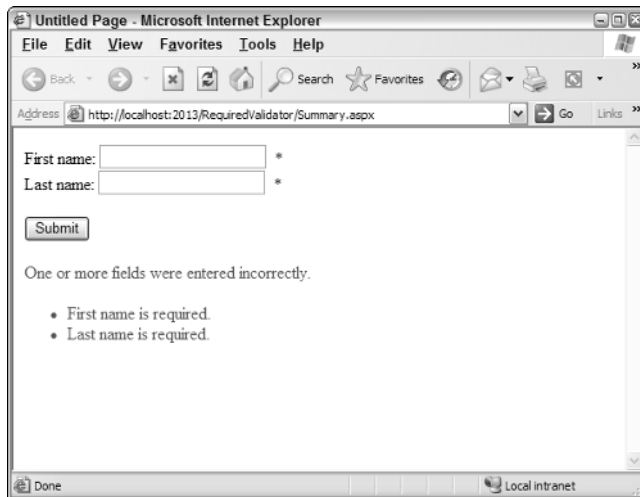 Untitled Page - Microsoft Internet Explorer
File Edit View Favorites Tools Help
Back Search Favorites »
Address http://localhost:2013/RequiredValidator/Summary.aspx Go Links »
First name: *
Last name: *
Submit
One or more fields were entered incorrectly.
• First name is required.
• Last name is required.
Done Local intranet